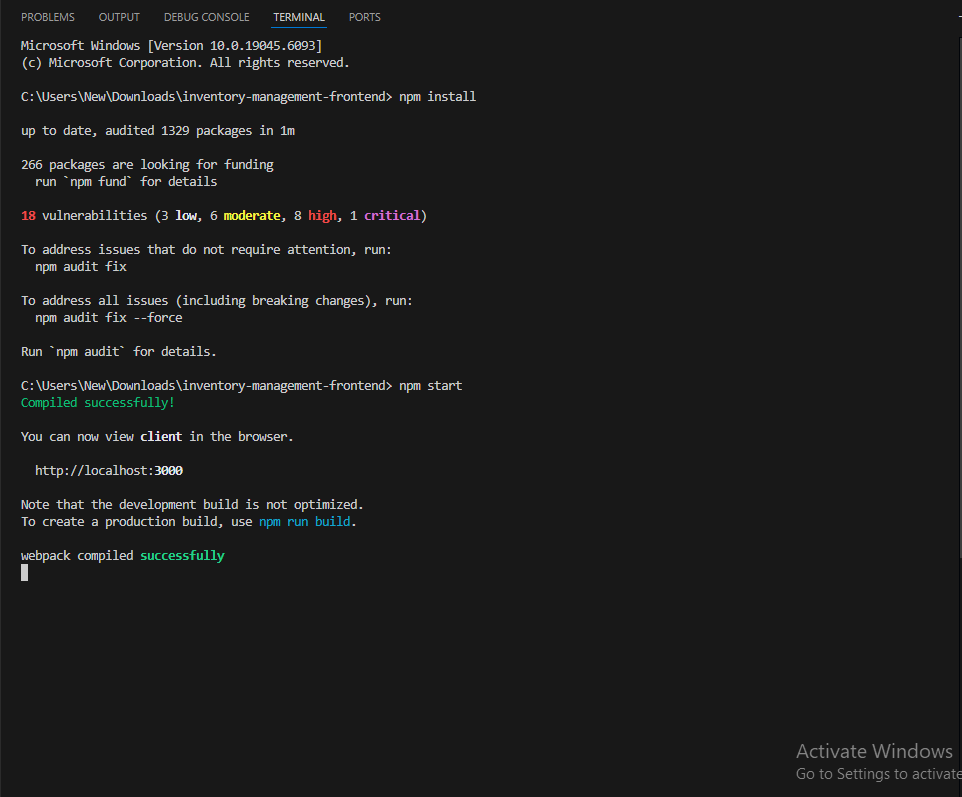 PROBLEMS OUTPUT DEBUG CONSOLE TERMINAL PORTS
Microsoft Windows [Version 10.0.19045.6093]
(c) Microsoft Corporation. All rights reserved.
C:\Users\New\Downloads\inventory-management-frontend> npm install
up to date, audited 1329 packages in 1m
266 packages are looking for funding
run `npm fund` for details
18 vulnerabilities (3 low, 6 moderate, 8 high, 1 critical)
To address issues that do not require attention, run:
npm audit fix
To address all issues (including breaking changes), run:
npm audit fix --force
Run `npm audit` for details.
C:\Users\New\Downloads\inventory-management-frontend> npm start
Compiled successfully!
You can now view client in the browser.
http://localhost:3000
Note that the development build is not optimized.
To create a production build, use npm run build.
webpack compiled successfully
Activate Windows
Go to Settings to activate